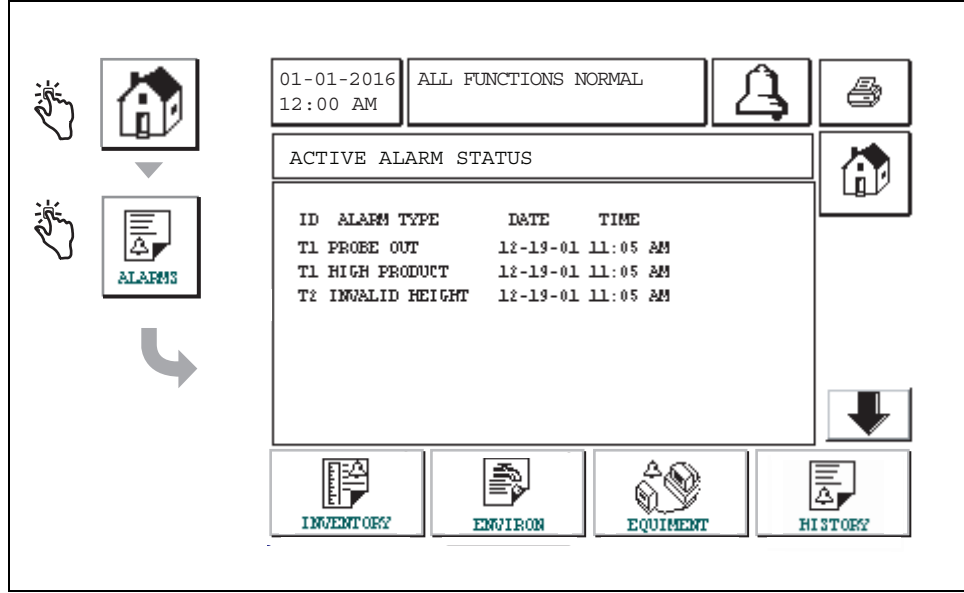 01-01-2016 ALL FUNCTIONS NORMAL
12:00 AM
ACTIVE ALARM STATUS
ID ALARM TYPE DATE TIME
T1 PROBE OUT 12-19-01 11:05 AM
T1 HIGH PRODUCT 12-19-01 11:05 AM
T2 INVALID HEIGHT 12-19-01 11:05 AM
ALARMS
INVENTORY ENVIRON EQUIMENT HISTORY